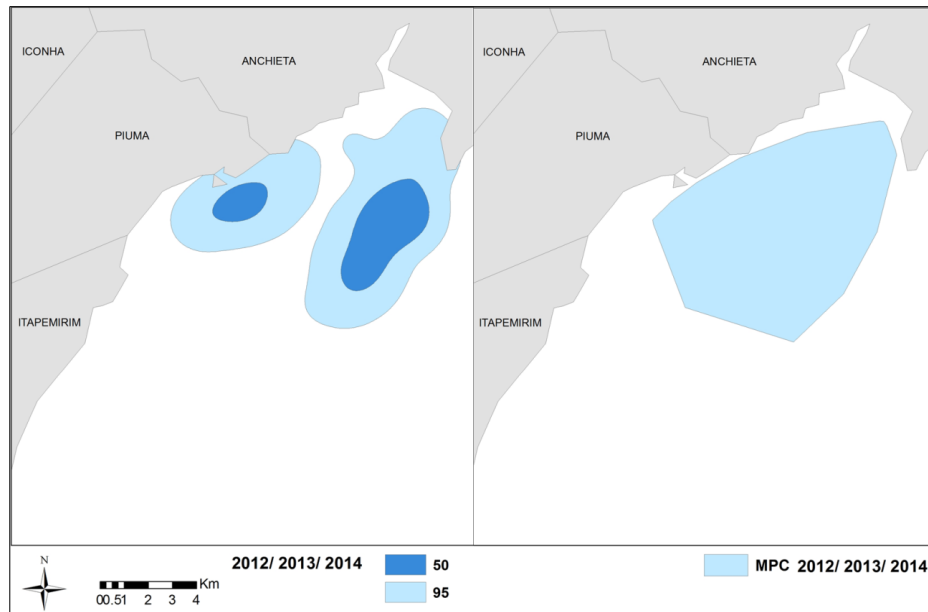 ICONHA
ANCHIETA
PIUMA
ITAPEMIRIM
ICONHA
ANCHIETA
PIUMA
ITAPEMIRIM
N
Km
00.51 2 3 4
2012/ 2013/ 2014
50
95
MPC 2012/ 2013/ 2014